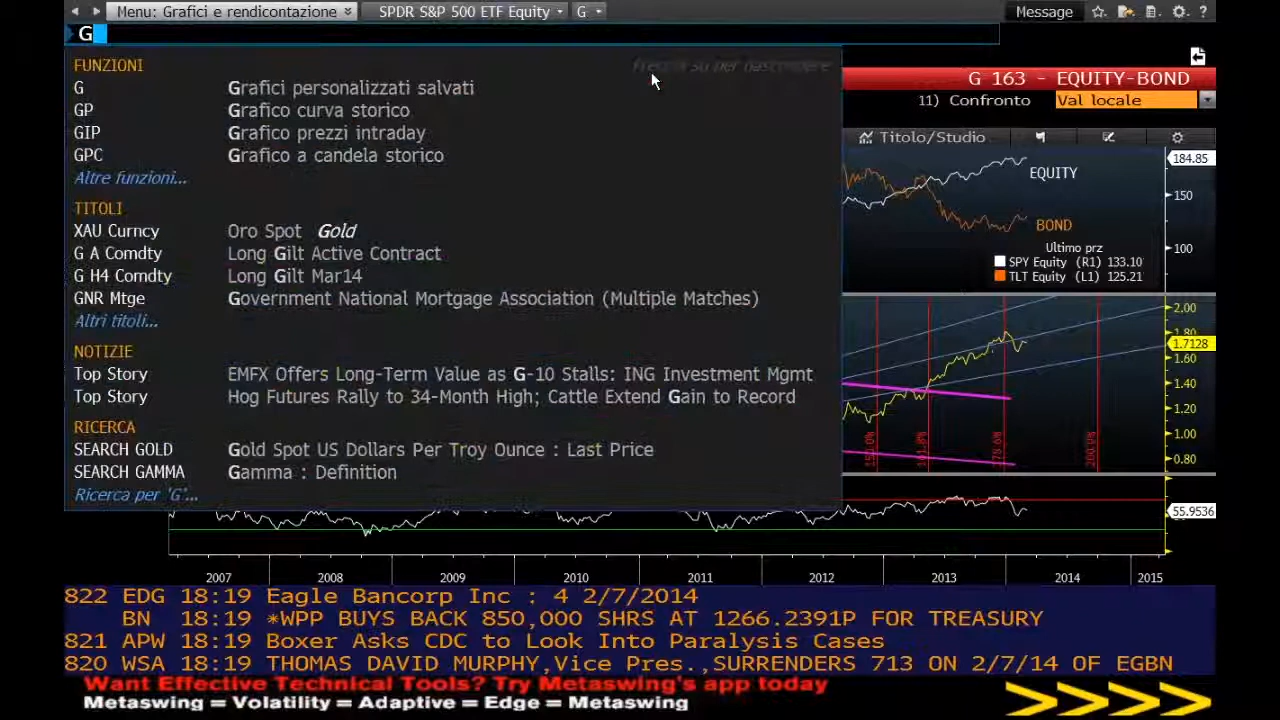 Menu: Grafici e rendicontazione
SPDR S&P 500 ETF Equity
G
Message
?
G
FUNZIONI
Freccia su per nascondere
G Grafici personalizzati salvati
GP Grafico curva storico
GIP Grafico prezzi intraday
GPC Grafico a candela storico
Altre funzioni...
TITOLI
XAU Curncy Oro Spot Gold
G A Comdty Long Gilt Active Contract
G H4 Comdty Long Gilt Mar14
GNR Mtge Government National Mortgage Association (Multiple Matches)
Altri titoli...
NOTIZIE
Top Story EMFX Offers Long-Term Value as G-10 Stalls: ING Investment Mgmt
Top Story Hog Futures Rally to 34-Month High; Cattle Extend Gain to Record
RICERCA
SEARCH GOLD Gold Spot US Dollars Per Troy Ounce : Last Price
SEARCH GAMMA Gamma : Definition
Ricerca per 'G'...
G 163 - EQUITY-BOND
11) Confronto Val locale
Titolo/Studio
184.85
EQUITY
150
BOND
Ultimo prz
100
SPY Equity (R1) 133.10
TLT Equity (L1) 125.21
2.00
1.80
1.7128
1.60
1.40
1.20
1.00
0.80
161.8%
200.0%
55.9536
2007 2008 2009 2010 2011 2012 2013 2014 2015
822 EDG 18:19 Eagle Bancorp Inc : 4 2/7/2014
BN 18:19 *WPP BUYS BACK 850,000 SHRS AT 1266.2391P FOR TREASURY
821 APW 18:19 Boxer Asks CDC to Look Into Paralysis Cases
820 WSA 18:19 THOMAS DAVID MURPHY,Vice Pres.,SURRENDERS 713 ON 2/7/14 OF EGBN
Want Effective Technical Tools? Try Metaswing's app today
Metaswing = Volatility = Adaptive = Edge = Metaswing